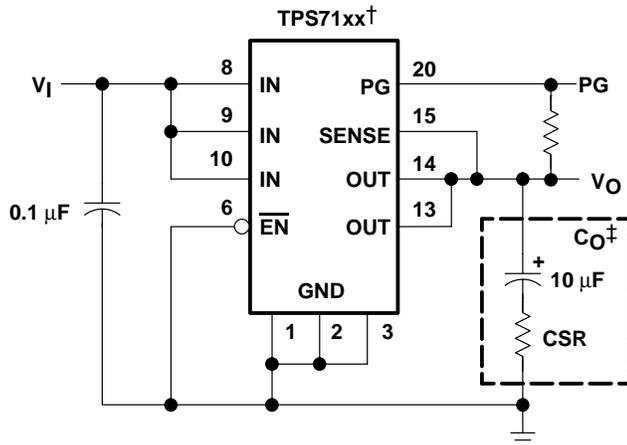 TPS71xx†
VI
8
IN
PG
20
PG
9
IN
SENSE
15
10
IN
OUT
14
VO
0.1 μF
6
EN
OUT
13
CO‡
+
10 μF
GND
1
2
3
CSR